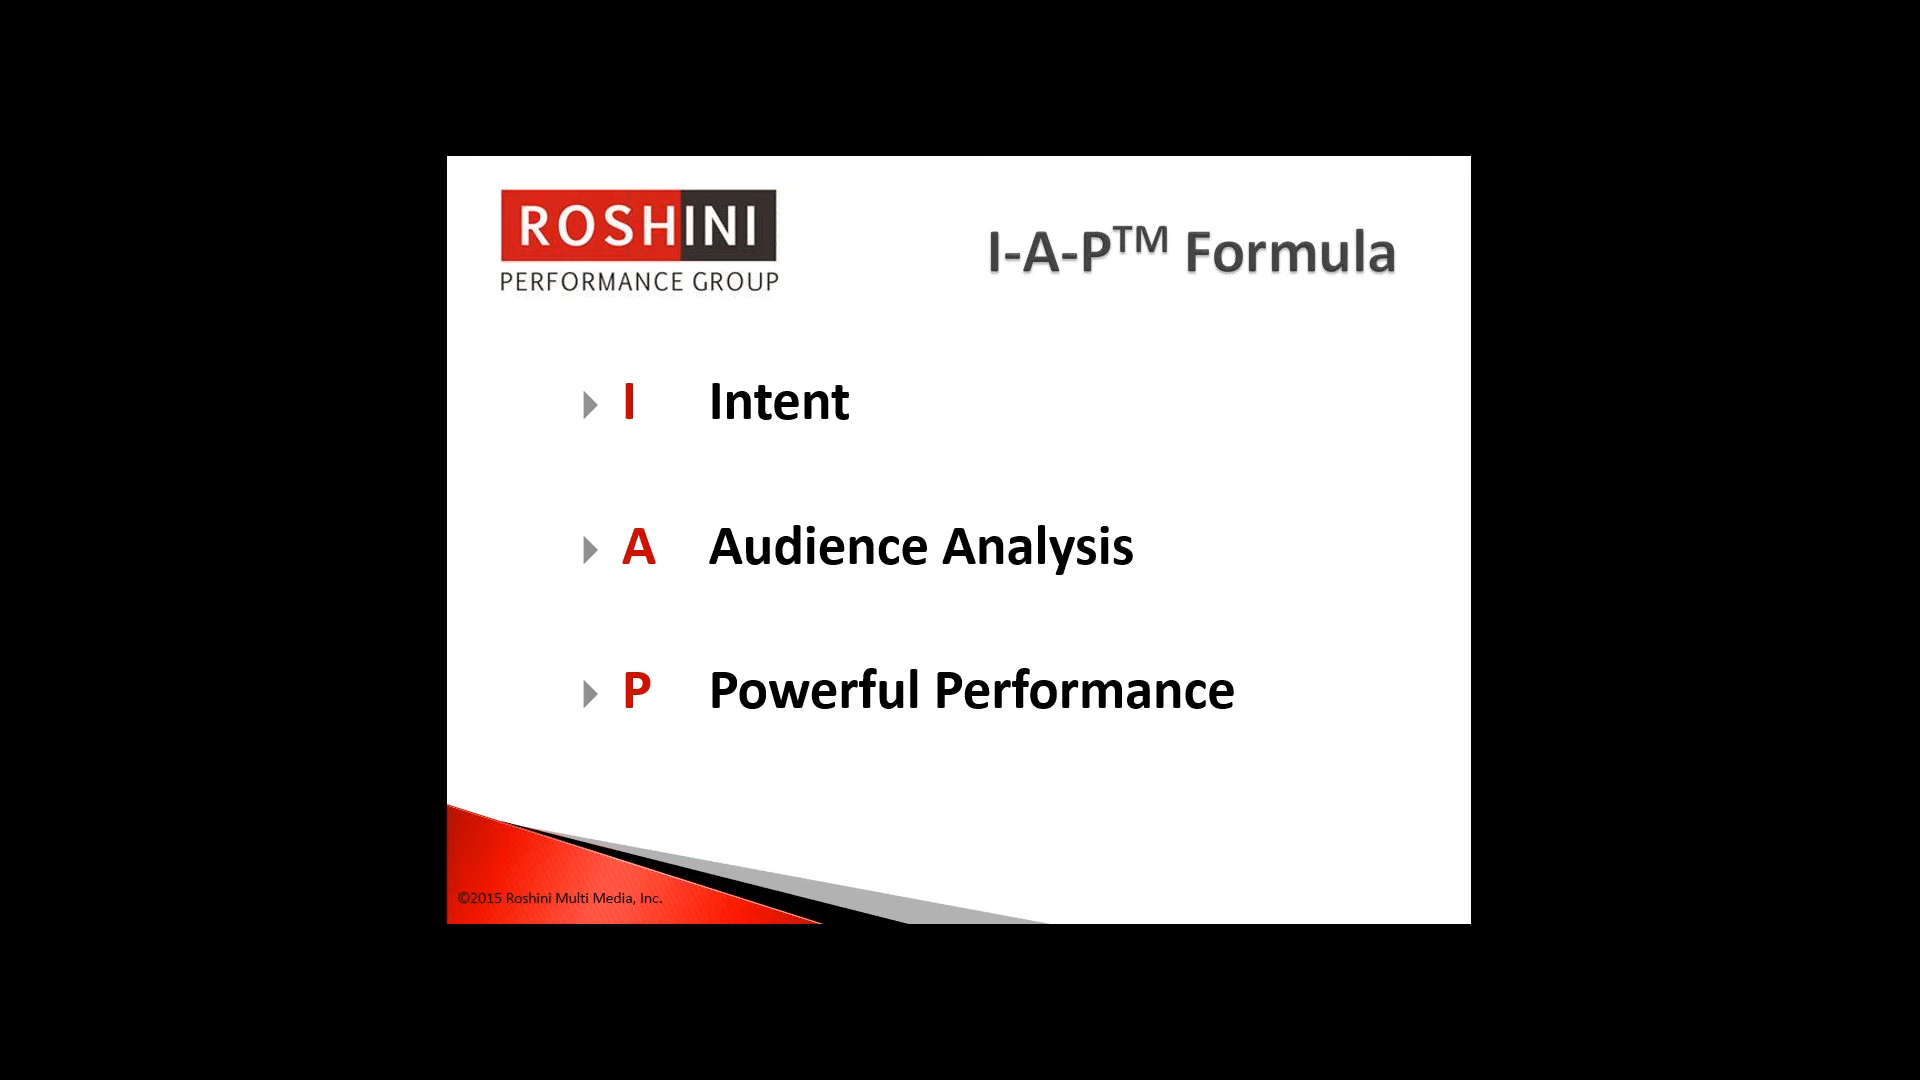 ROSHINI
PERFORMANCE GROUP
I-A-P™ Formula
I Intent
A Audience Analysis
P Powerful Performance
©2015 Roshini Multi Media, Inc.